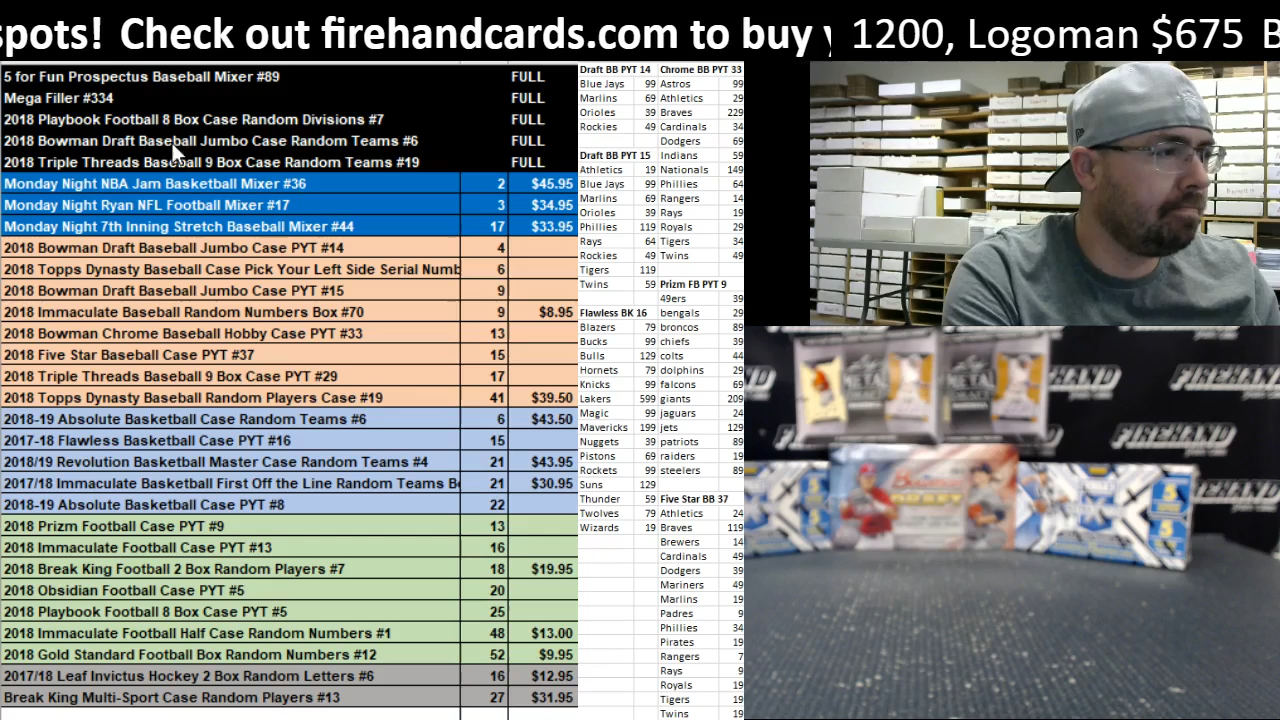 spots! Check out firehandcards.com to buy
1200, Logoman $675 B
5 for Fun Prospectus Baseball Mixer #89 FULL
Mega Filler #334 FULL
2018 Playbook Football 8 Box Case Random Divisions #7 FULL
2018 Bowman Draft Baseball Jumbo Case Random Teams #6 FULL
2018 Triple Threads Baseball 9 Box Case Random Teams #19 FULL
Monday Night NBA Jam Basketball Mixer #36 2 $45.95
Monday Night Ryan NFL Football Mixer #17 3 $34.95
Monday Night 7th Inning Stretch Baseball Mixer #44 17 $33.95
2018 Bowman Draft Baseball Jumbo Case PYT #14 4
2018 Topps Dynasty Baseball Case Pick Your Left Side Serial Numb 6
2018 Bowman Draft Baseball Jumbo Case PYT #15 9
2018 Immaculate Baseball Random Numbers Box #70 9 $8.95
2018 Bowman Chrome Baseball Hobby Case PYT #33 13
2018 Five Star Baseball Case PYT #37 15
2018 Triple Threads Baseball 9 Box Case PYT #29 17
2018 Topps Dynasty Baseball Random Players Case #19 41 $39.50
2018-19 Absolute Basketball Case Random Teams #6 6 $43.50
2017-18 Flawless Basketball Case PYT #16 15
2018/19 Revolution Basketball Master Case Random Teams #4 21 $43.95
2017/18 Immaculate Basketball First Off the Line Random Teams Bo 21 $30.95
2018-19 Absolute Basketball Case PYT #8 22
2018 Prizm Football Case PYT #9 13
2018 Immaculate Football Case PYT #13 16
2018 Break King Football 2 Box Random Players #7 18 $19.95
2018 Obsidian Football Case PYT #5 20
2018 Playbook Football 8 Box Case PYT #5 25
2018 Immaculate Football Half Case Random Numbers #1 48 $13.00
2018 Gold Standard Football Box Random Numbers #12 52 $9.95
2017/18 Leaf Invictus Hockey 2 Box Random Letters #6 16 $12.95
Break King Multi-Sport Case Random Players #13 27 $31.95
Draft BB PYT 14
Blue Jays 99
Marlins 69
Orioles 39
Rockies 49
Draft BB PYT 15
Athletics 19
Blue Jays 99
Marlins 69
Orioles 39
Phillies 119
Rays 64
Rockies 49
Tigers 119
Twins 59
Flawless BK 16
Blazers 79
Bucks 99
Bulls 129
Hornets 79
Knicks 99
Lakers 599
Magic 99
Mavericks 199
Nuggets 39
Pistons 69
Rockets 99
Suns 129
Thunder 59
Twolves 79
Wizards 19
Chrome BB PYT 33
Astros 99
Athletics 29
Braves 229
Cardinals 34
Dodgers 69
Indians 59
Nationals 149
Phillies 64
Rangers 14
Rays 19
Royals 29
Tigers 34
Twins 49
Prizm FB PYT 9
49ers 39
bengals 29
broncos 89
chiefs 39
colts 44
dolphins 29
falcons 69
giants 209
jaguars 24
jets 129
patriots 89
raiders 19
steelers 89
Five Star BB 37
Athletics 24
Braves 119
Brewers 14
Cardinals 49
Dodgers 39
Mariners 49
Marlins 19
Padres 9
Phillies 34
Pirates 19
Rangers 7
Rays 9
Royals 19
Tigers 19
Twins 14
FIREHAND
FIREHAND
METAL
DRAFT
METAL
DRAFT
Bowman
DRAFT
5
5